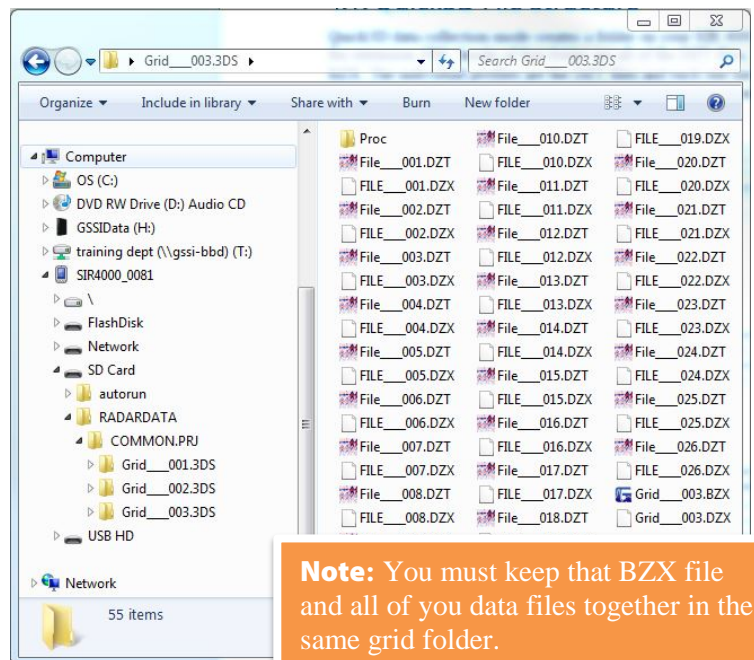 Grid___003.3DS
Search Grid___003.3DS
Organize
Include in library
Share with
Burn
New folder
Computer
OS (C:)
DVD RW Drive (D:) Audio CD
GSSIData (H:)
training dept (\\gssi-bbd) (T:)
SIR4000_0081
\
FlashDisk
Network
SD Card
autorun
RADARDATA
COMMON.PRJ
Grid___001.3DS
Grid___002.3DS
Grid___003.3DS
USB HD
Network
Proc
File___001.DZT
FILE___001.DZX
File___002.DZT
FILE___002.DZX
File___003.DZT
FILE___003.DZX
File___004.DZT
FILE___004.DZX
File___005.DZT
FILE___005.DZX
File___006.DZT
FILE___006.DZX
File___007.DZT
FILE___007.DZX
File___008.DZT
FILE___008.DZX
File___010.DZT
FILE___010.DZX
File___011.DZT
FILE___011.DZX
File___012.DZT
FILE___012.DZX
File___013.DZT
FILE___013.DZX
File___014.DZT
FILE___014.DZX
File___015.DZT
FILE___015.DZX
File___016.DZT
FILE___016.DZX
File___017.DZT
FILE___017.DZX
File___018.DZT
FILE___019.DZX
File___020.DZT
FILE___020.DZX
File___021.DZT
FILE___021.DZX
File___022.DZT
FILE___022.DZX
File___023.DZT
FILE___023.DZX
File___024.DZT
FILE___024.DZX
File___025.DZT
FILE___025.DZX
File___026.DZT
FILE___026.DZX
Grid___003.BZX
Grid___003.DZX
55 items
Note: You must keep that BZX file
and all of you data files together in the
same grid folder.